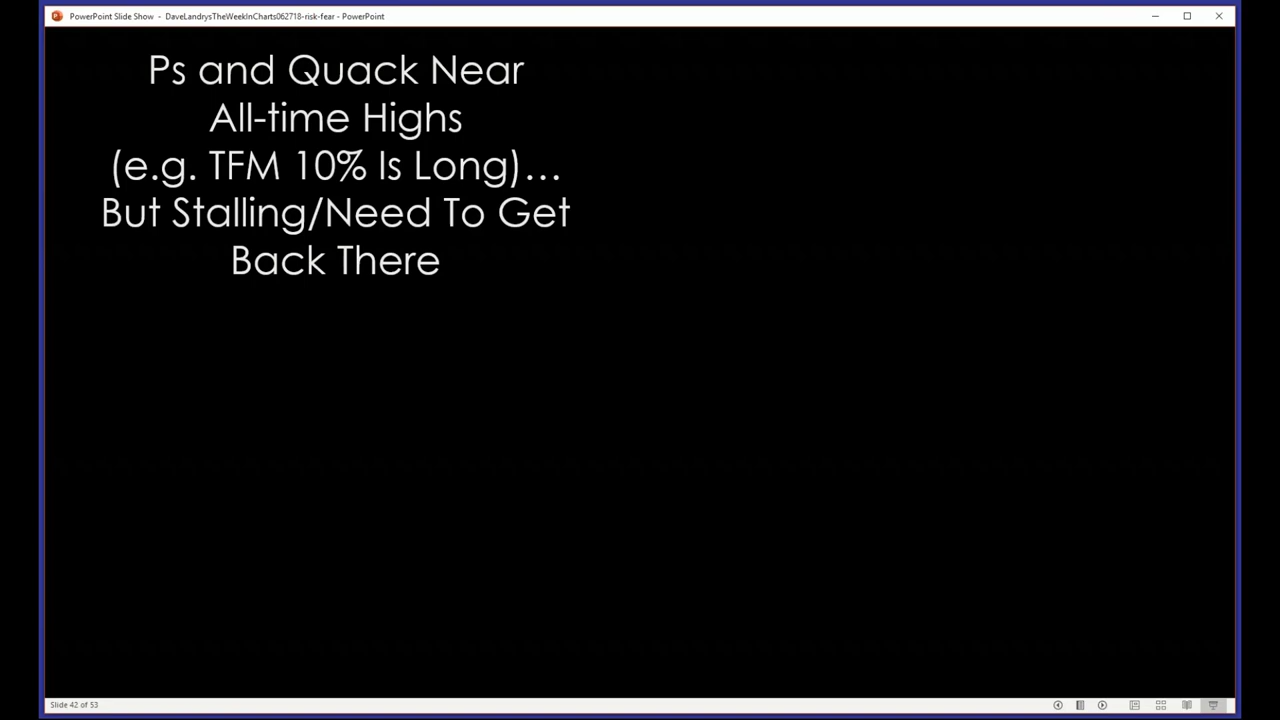 PowerPoint Slide Show - DaveLandrysTheWeekInCharts062718-risk-fear - PowerPoint
Ps and Quack Near
All-time Highs
(e.g. TFM 10% Is Long)...
But Stalling/Need To Get
Back There
Slide 42 of 53